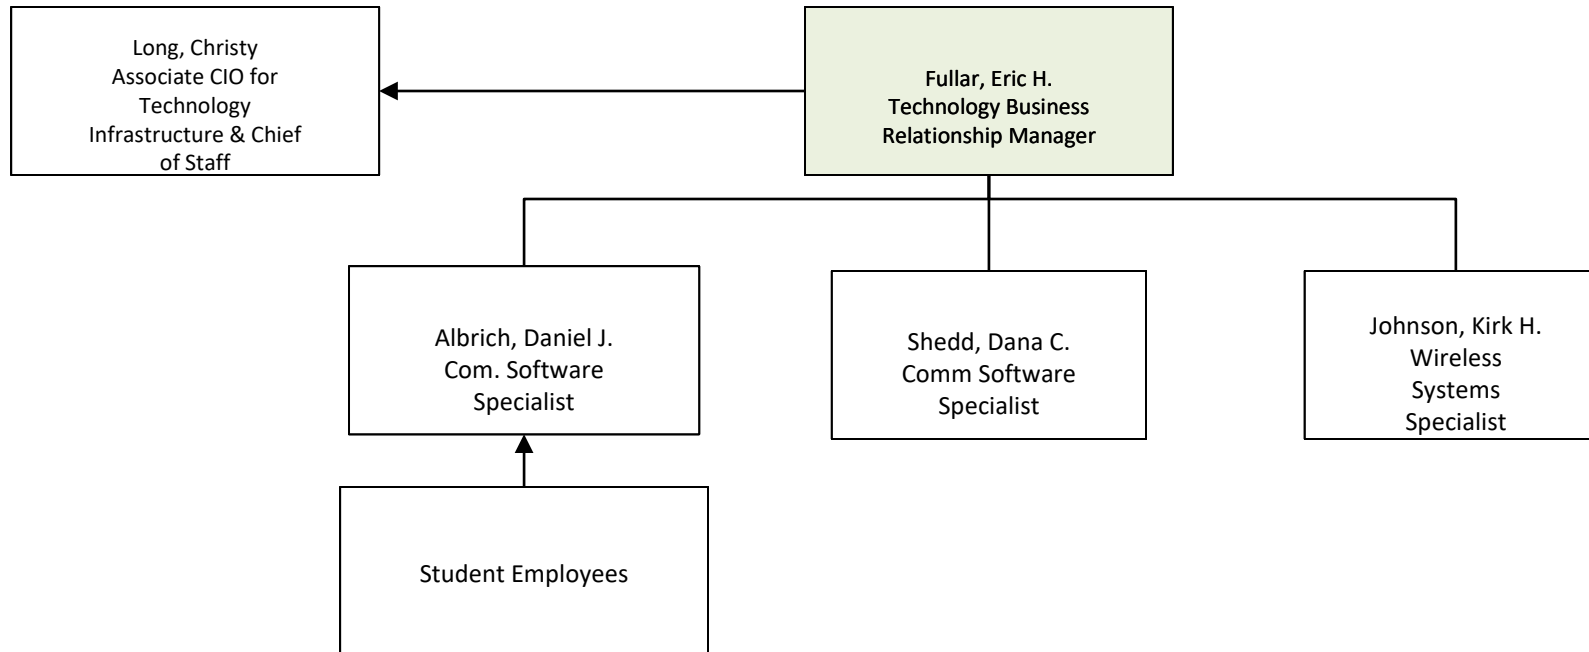 Long, Christy
Associate CIO for
Technology
Infrastructure & Chief
of Staff
Fullar, Eric H.
Technology Business
Relationship Manager
Albrich, Daniel J.
Com. Software
Specialist
Shedd, Dana C.
Comm Software
Specialist
Johnson, Kirk H.
Wireless
Systems
Specialist
Student Employees